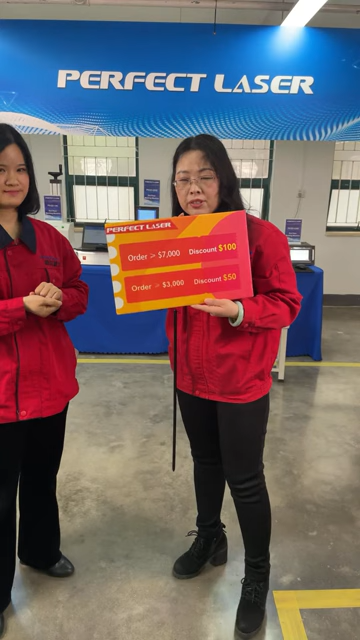 PERFECT LASER
PERFECT LASER
Order ≥ $7,000 Discount $100
Order ≥ $3,000 Discount $50